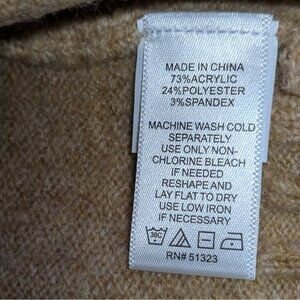 MADE IN CHINA
73%ACRYLIC
24%POLYESTER
3%SPANDEX
MACHINE WASH COLD
SEPARATELY
USE ONLY NON-
CHLORINE BLEACH
IF NEEDED
RESHAPE AND
LAY FLAT TO DRY
USE LOW IRON
IF NECESSARY
30C
RN# 51323